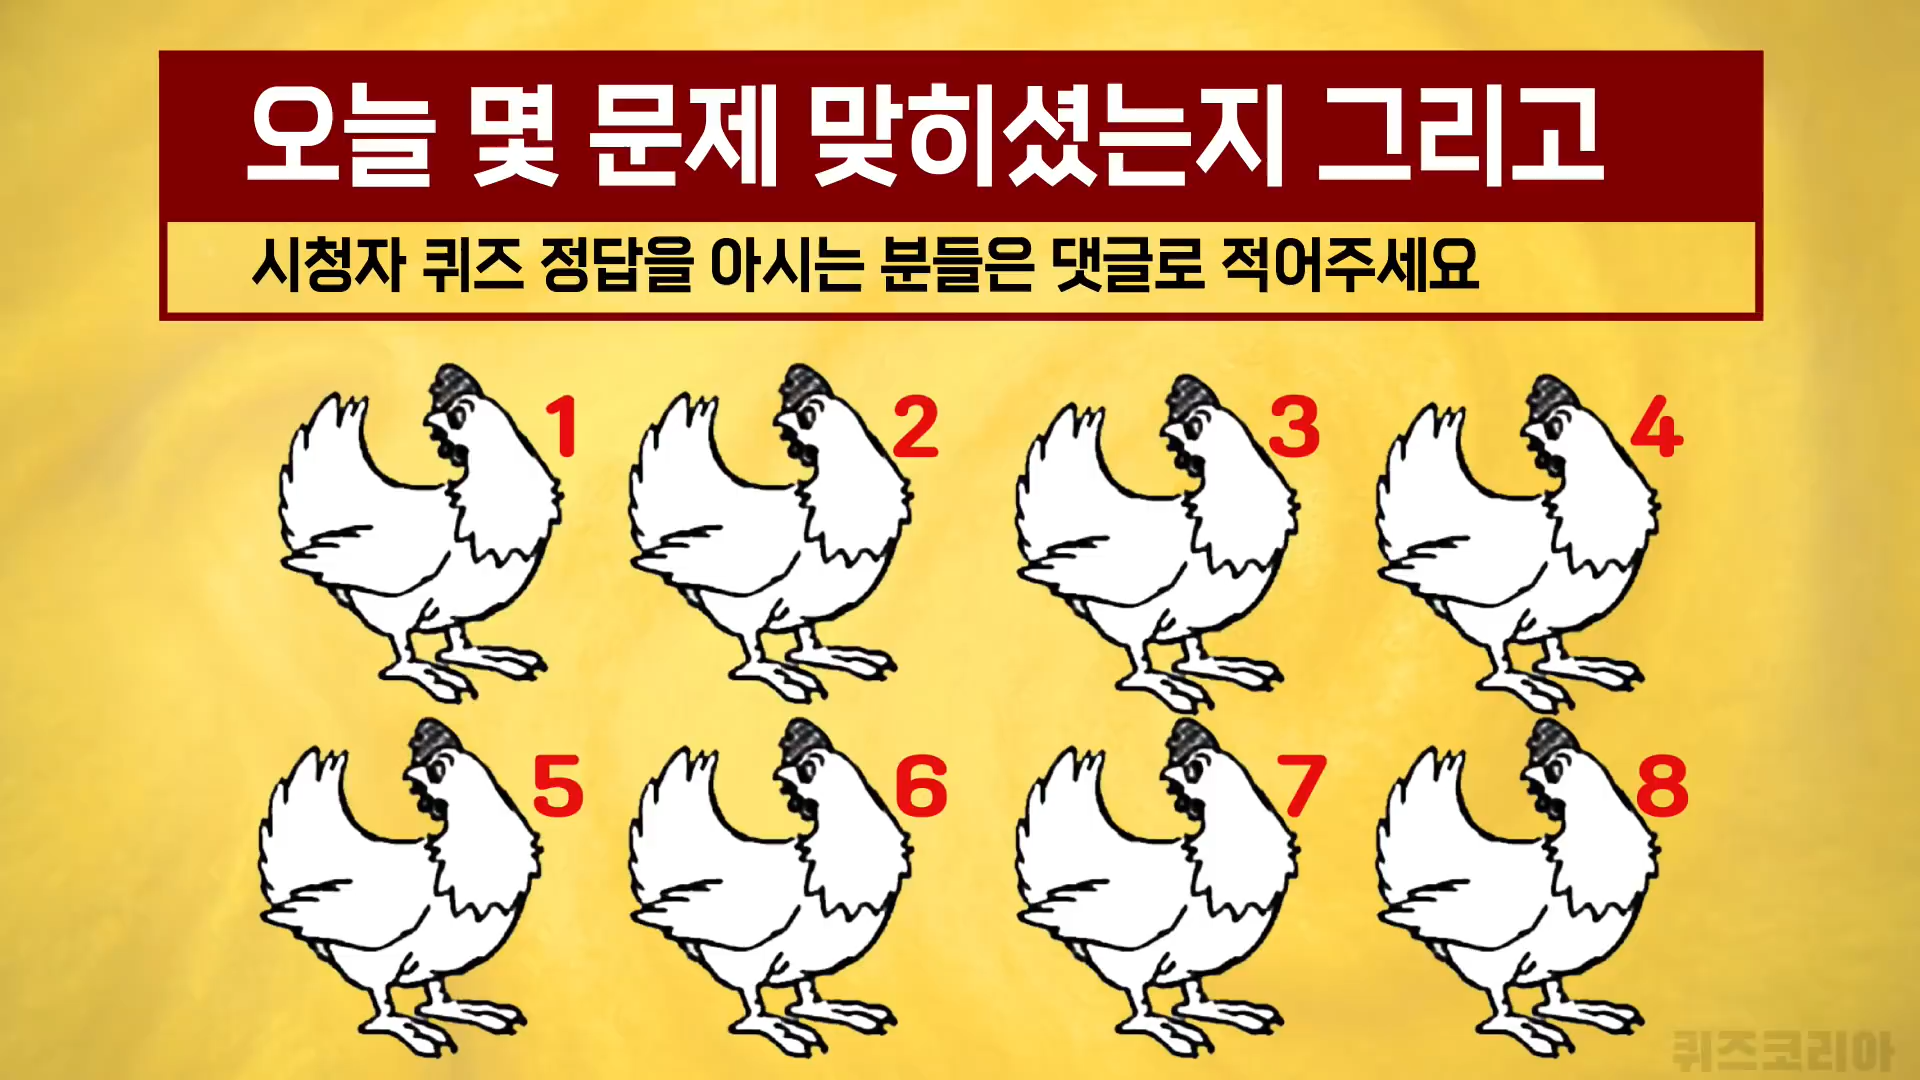 오늘 몇 문제 맞히셨는지 그리고
시청자 퀴즈 정답을 아시는 분들은 댓글로 적어주세요
1 2 3 4
5 6 7 8
퀴즈코리아